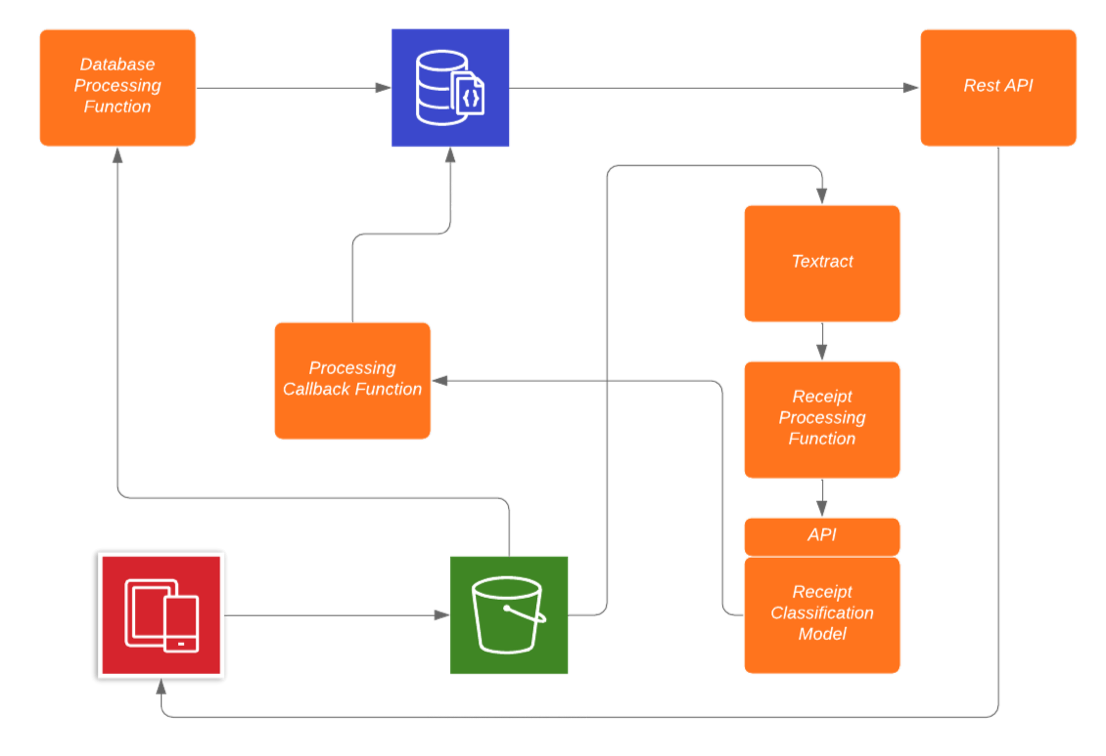 Database
Processing
Function
Rest API
Textract
Processing
Callback Function
Receipt
Processing
Function
API
Receipt
Classification
Model